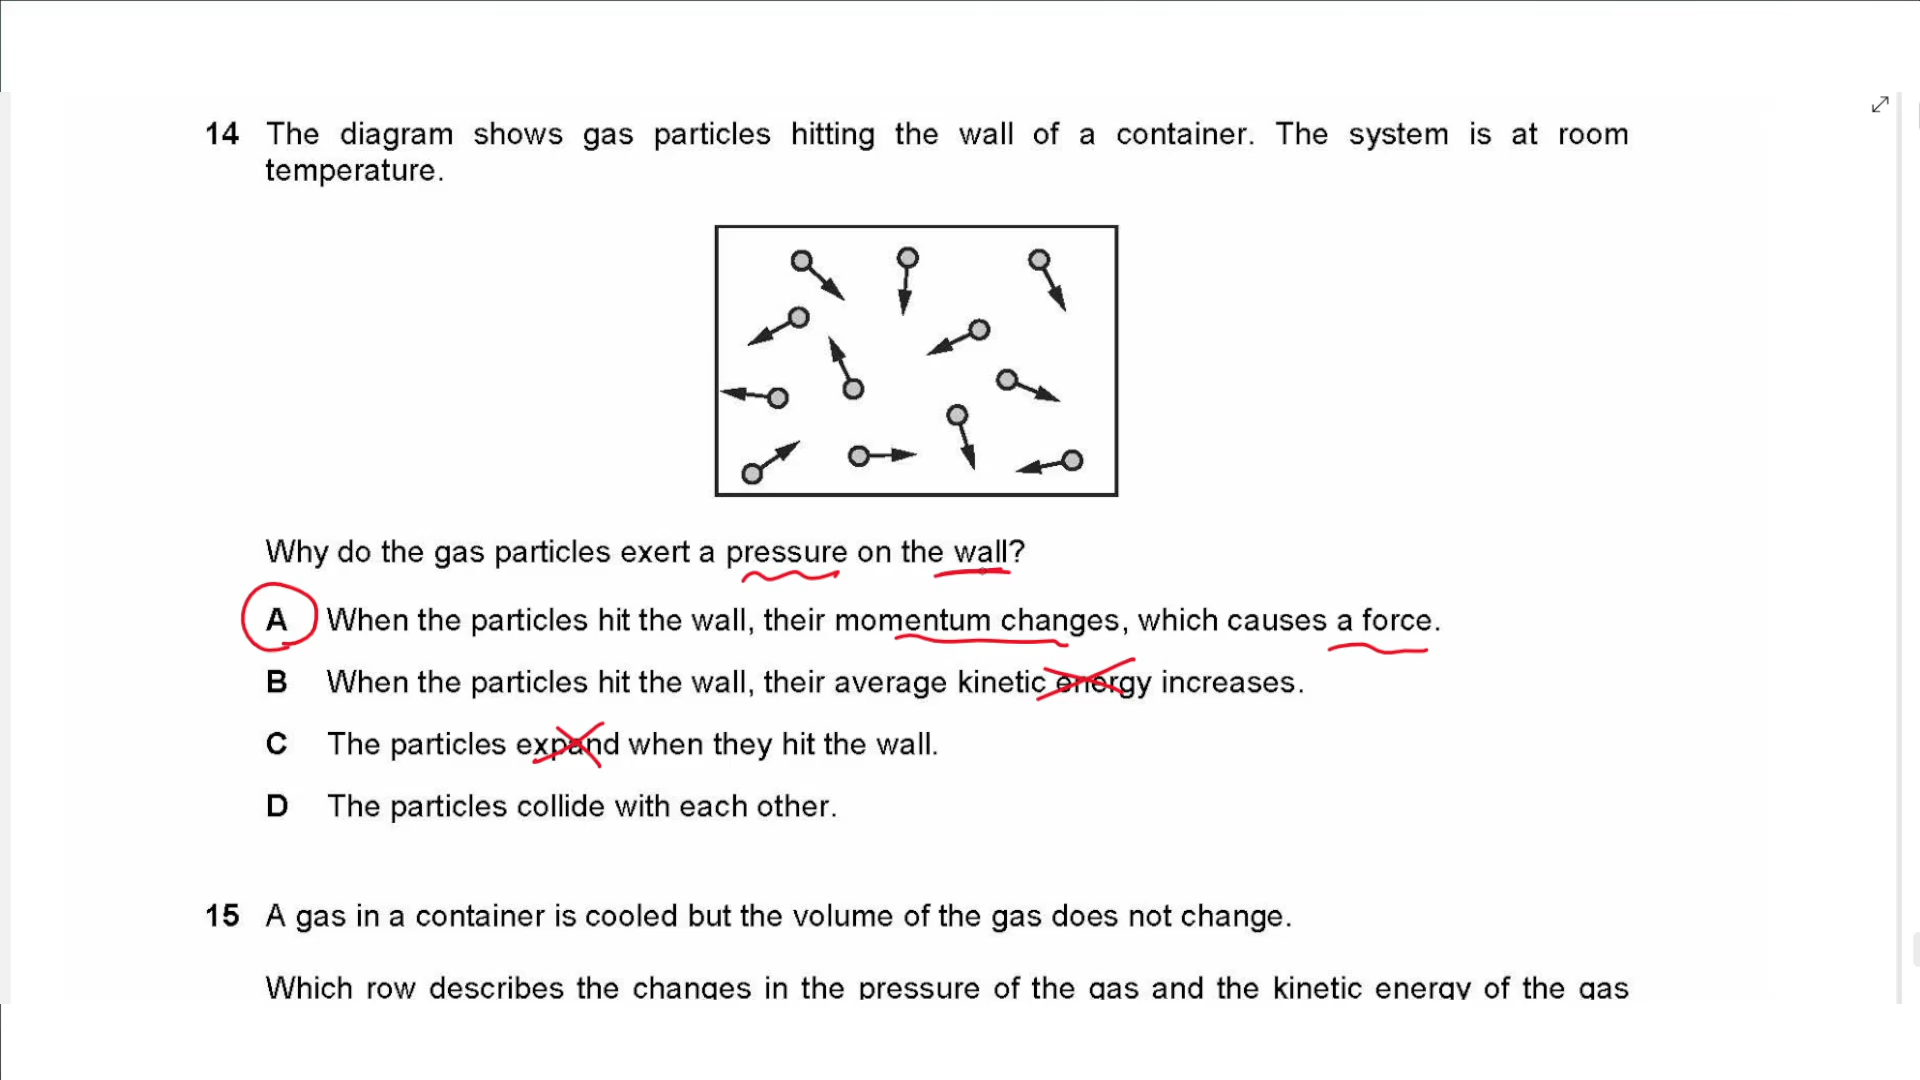 14 The diagram shows gas particles hitting the wall of a container. The system is at room
temperature.
Why do the gas particles exert a pressure on the wall?
A When the particles hit the wall, their momentum changes, which causes a force.
B When the particles hit the wall, their average kinetic energy increases.
C The particles expand when they hit the wall.
D The particles collide with each other.
15 A gas in a container is cooled but the volume of the gas does not change.
Which row describes the changes in the pressure of the gas and the kinetic energy of the gas